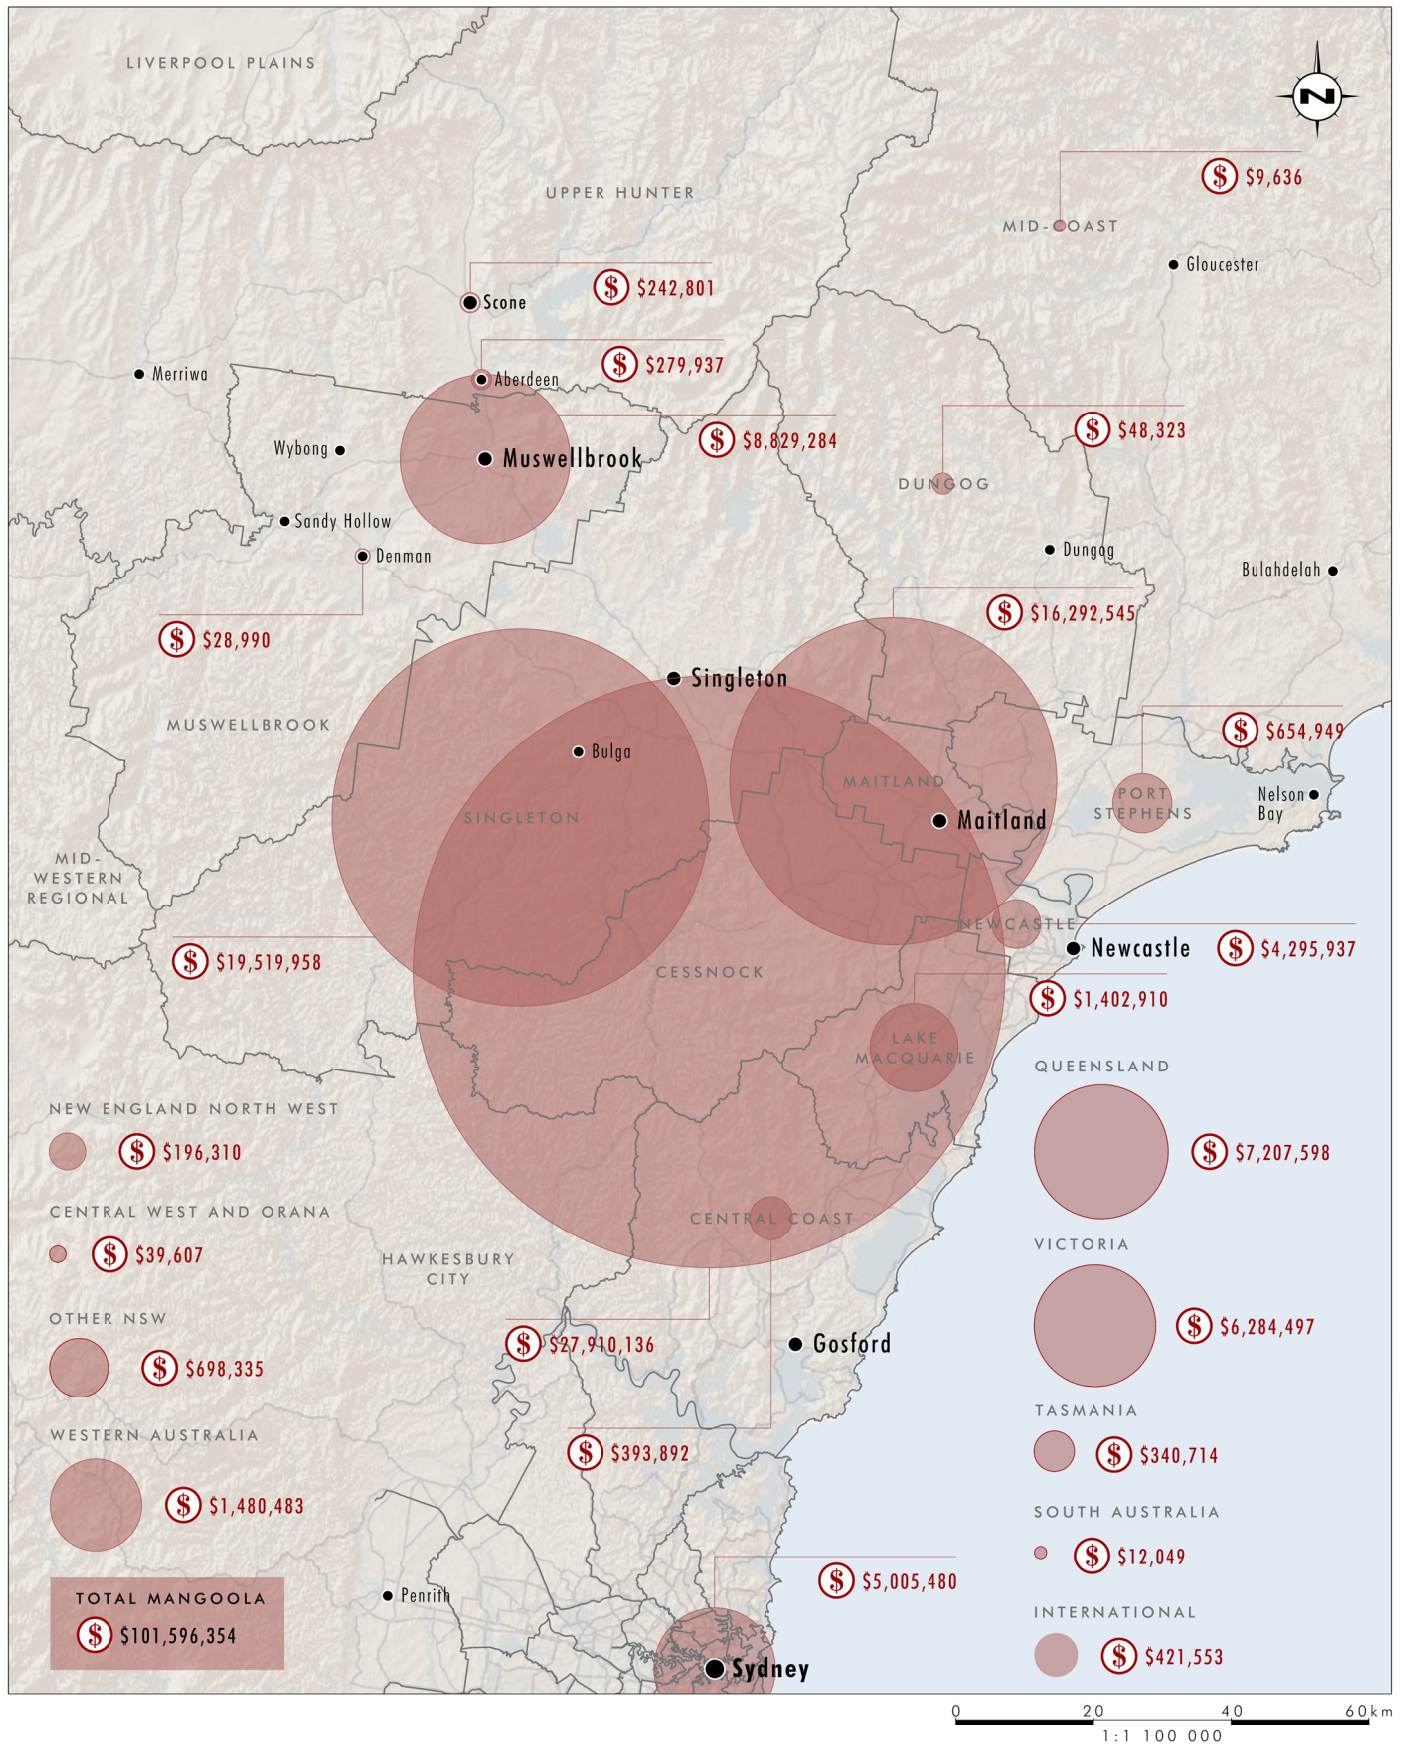 LIVERPOOL PLAINS
N
$ $9,636
UPPER HUNTER
MID-COAST
Gloucester
$ $242,801
Scone
$ $279,937
Merriwa
Aberdeen
$ $8,829,284
$ $48,323
Wybong
Muswellbrook
DUNGOG
Sandy Hollow
Denman
Dungog
Bulahdelah
$ $28,990
$ $16,292,545
Singleton
MUSWELLBROOK
$ $654,949
Bulga
MAITLAND
PORT
STEPHENS
Nelson
Bay
SINGLETON
Maitland
MID-
WESTERN
REGIONAL
NEWCASTLE
Newcastle
$ $4,295,937
$ $19,519,958
CESSNOCK
$ $1,402,910
LAKE
MACQUARIE
QUEENSLAND
$ $7,207,598
NEW ENGLAND NORTH WEST
$ $196,310
CENTRAL WEST AND ORANA
$ $39,607
CENTRAL COAST
HAWKESBURY
CITY
VICTORIA
$ $6,284,497
OTHER NSW
$ $698,335
$ $27,910,136
Gosford
TASMANIA
$ $340,714
WESTERN AUSTRALIA
$ $1,480,483
$ $393,892
SOUTH AUSTRALIA
$ $12,049
TOTAL MANGOOLA
$ $101,596,354
Penrith
$ $5,005,480
INTERNATIONAL
$ $421,553
Sydney
0 20 40 60km
1:1 100 000